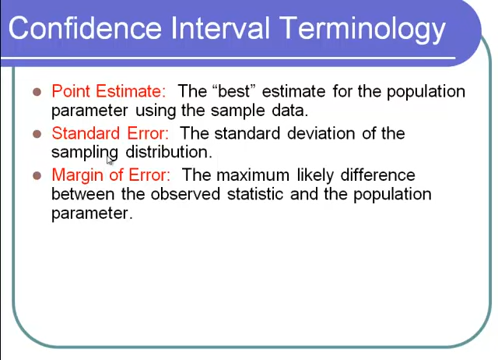 Confidence Interval Terminology
Point Estimate: The “best” estimate for the population
parameter using the sample data.
Standard Error: The standard deviation of the
sampling distribution.
Margin of Error: The maximum likely difference
between the observed statistic and the population
parameter.